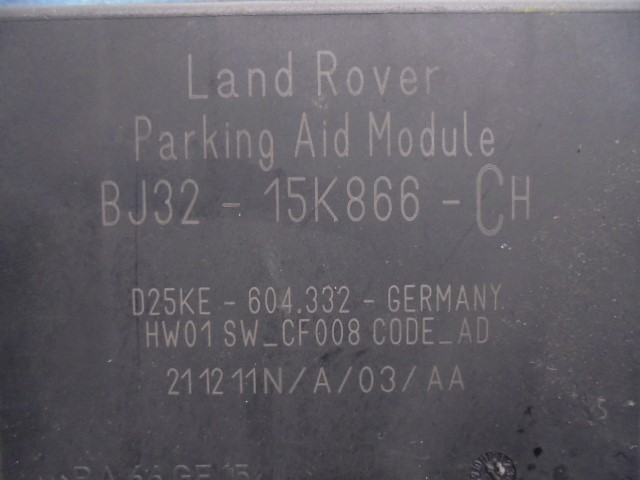 Land Rover
Parking Aid Module
BJ32 - 15K866 - CH
D25KE - 604.332 - GERMANY.
HW01 SW_CF008 CODE_AD
211211N/A/03/AA